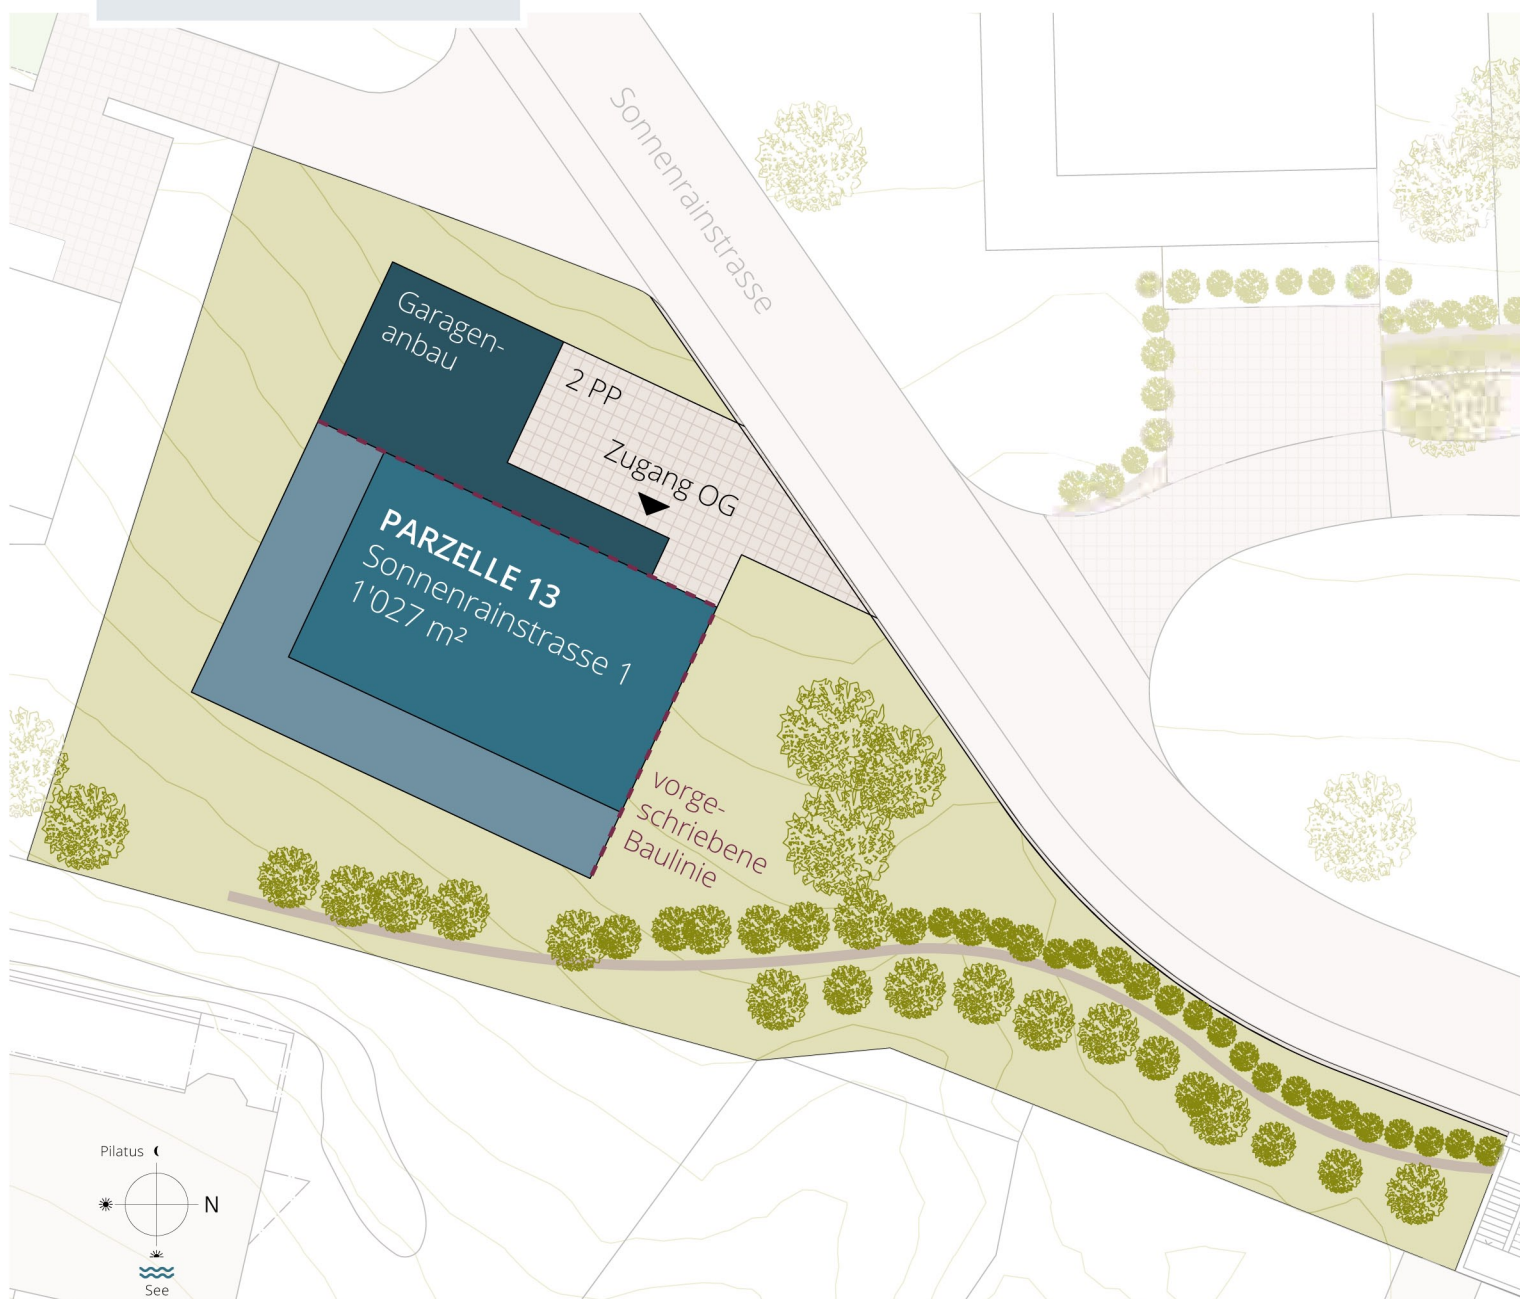 Sonnenrainstrasse
Garagen-
anbau
2 PP
Zugang OG
PARZELLE 13
Sonnenrainstrasse 1
1'027 m²
vorge-
schriebene
Baulinie
Pilatus
N
See